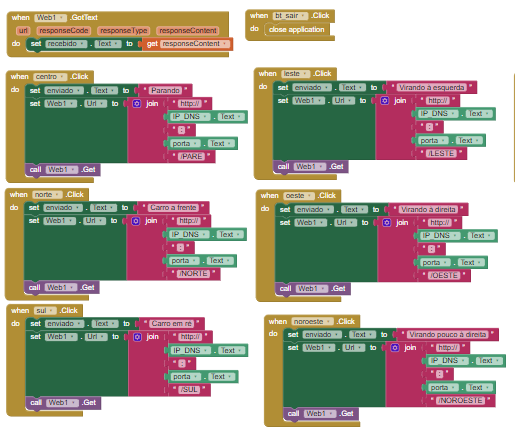 when Web1 .GotText
url responseCode responseType responseContent
do set recebido . Text to get responseContent
when bt_sair .Click
do close application
when centro .Click
do set enviado . Text to " Parando "
set Web1 . Url to join " http:// "
IP_DNS . Text
" : "
porta . Text
" /PARE "
call Web1 .Get
when leste .Click
do set enviado . Text to " Virando à esquerda "
set Web1 . Url to join " http:// "
IP_DNS . Text
" : "
porta . Text
" /LESTE "
call Web1 .Get
when norte .Click
do set enviado . Text to " Carro a frente "
set Web1 . Url to join " http:// "
IP_DNS . Text
" : "
porta . Text
" /NORTE "
call Web1 .Get
when oeste .Click
do set enviado . Text to " Virando à direita "
set Web1 . Url to join " http:// "
IP_DNS . Text
" : "
porta . Text
" /OESTE "
call Web1 .Get
when sul .Click
do set enviado . Text to " Carro em ré "
set Web1 . Url to join " http:// "
IP_DNS . Text
" : "
porta . Text
" /SUL "
call Web1 .Get
when noroeste .Click
do set enviado . Text to " Virando pouco à direita "
set Web1 . Url to join " http:// "
IP_DNS . Text
" : "
porta . Text
" /NOROESTE "
call Web1 .Get